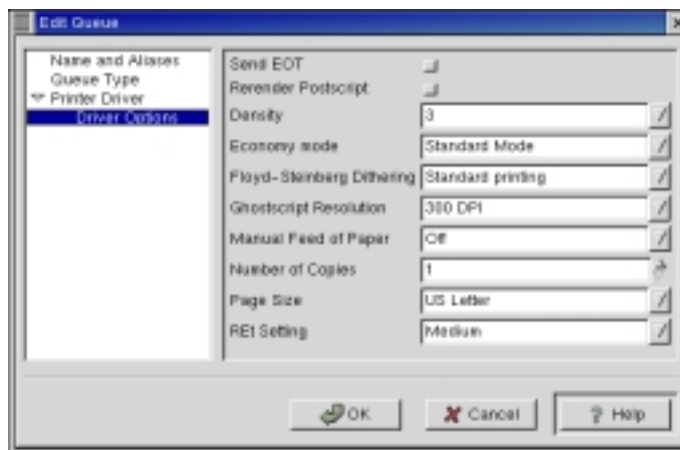 Edit Queue
Name and Aliases
Queue Type
Printer Driver
Driver Options
Send EOT
Rerender Postscript
Density 3
Economy mode Standard Mode
Floyd-Steinberg Dithering Standard printing
Ghostscript Resolution 300 DPI
Manual Feed of Paper Off
Number of Copies 1
Page Size US Letter
REt Setting Medium
OK Cancel Help